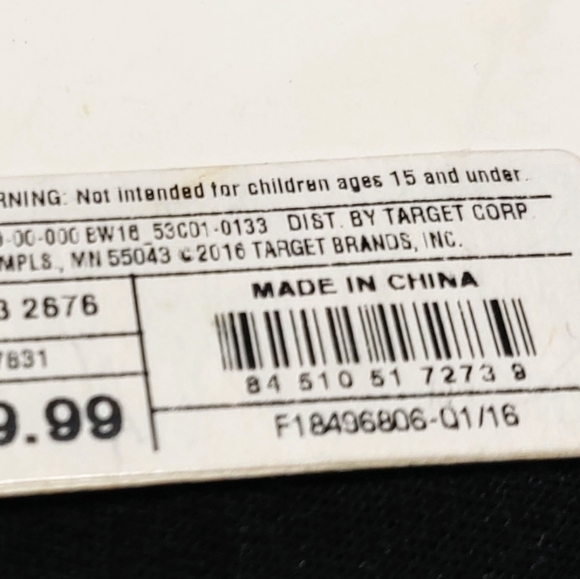 RNING: Not intended for children ages 15 and under.
0-00-000 EW16_53C01-0133 DIST. BY TARGET CORP.
MPLS., MN 55043 ©2016 TARGET BRANDS, INC.
3 2676
7831
9.99
MADE IN CHINA
84 510 51 7273 9
F18496806-01/16